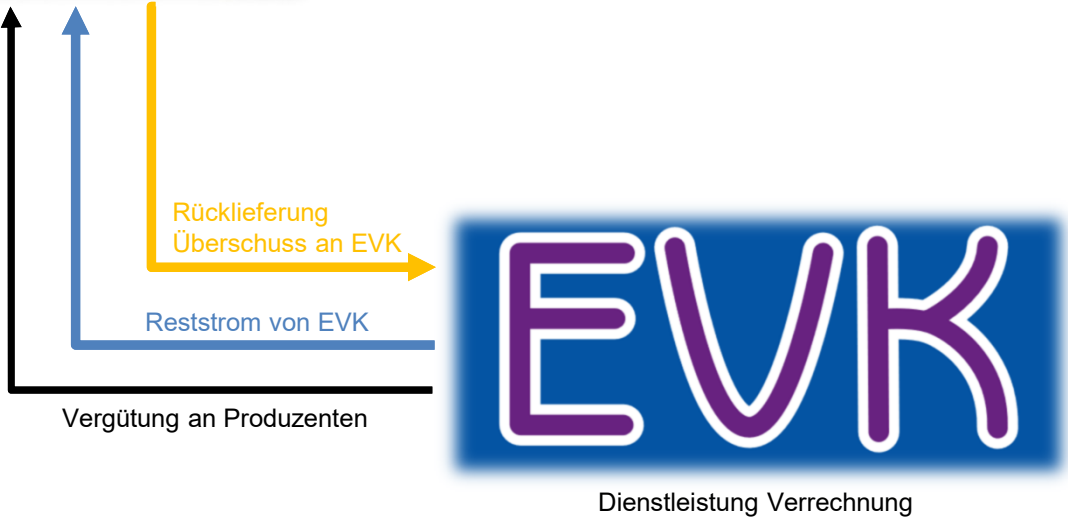 Rücklieferung
Überschuss an EVK
Reststrom von EVK
Vergütung an Produzenten
EVK
Dienstleistung Verrechnung